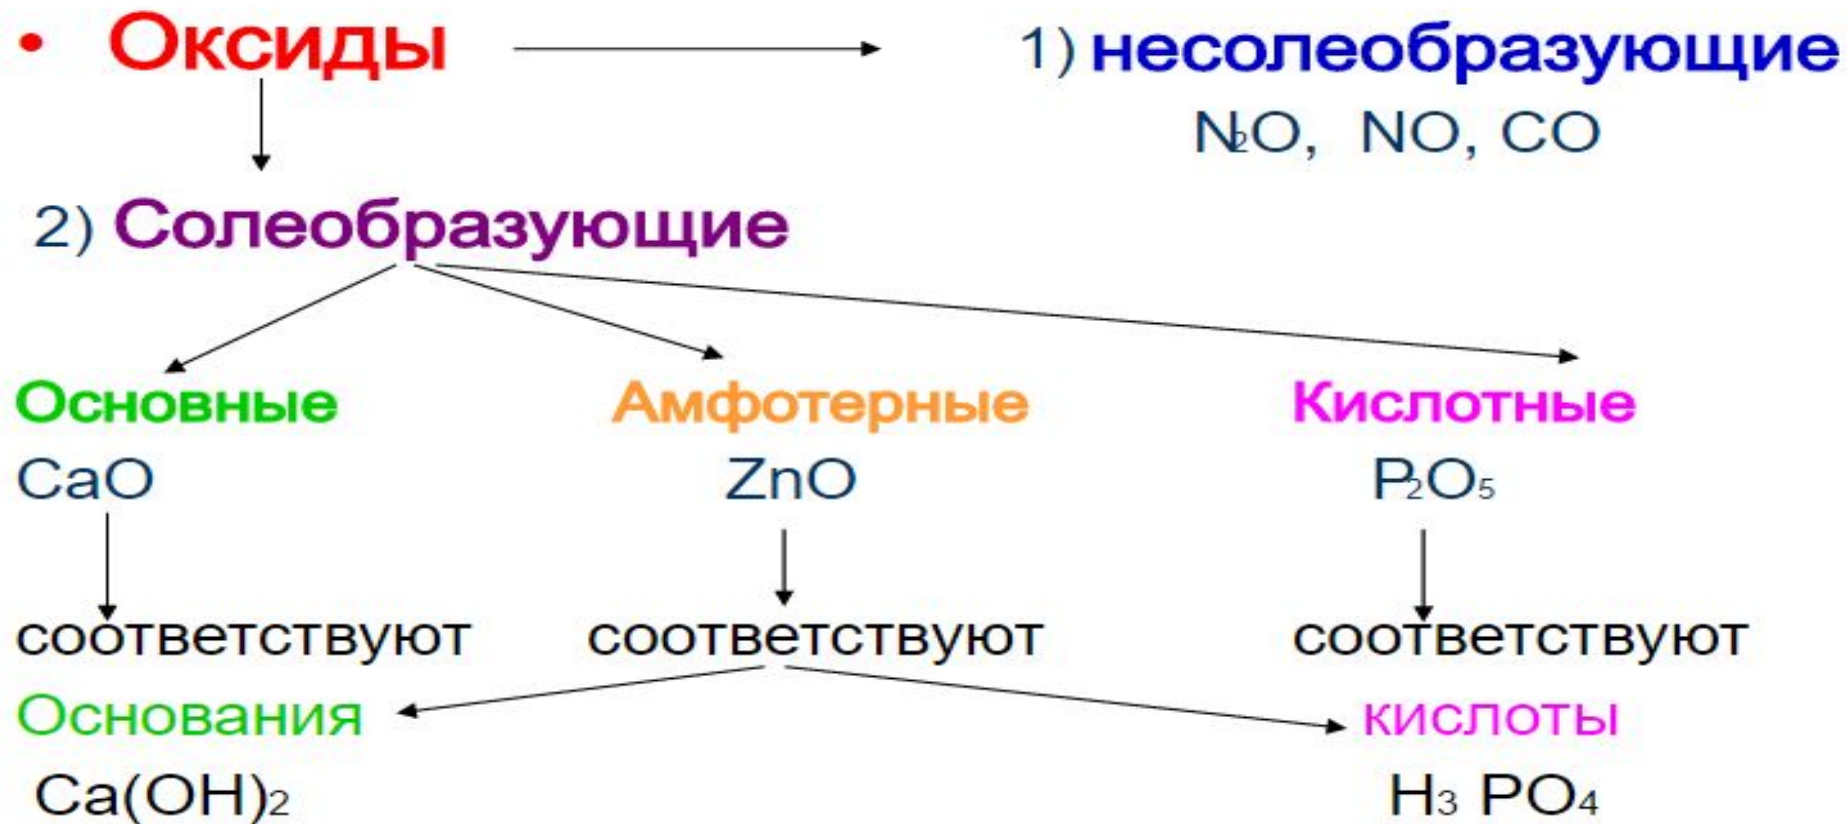 • Оксиды 1) несолеобразующие
N₂O, NO, CO
2) Солеобразующие
Основные Амфотерные Кислотные
CaO ZnO P₂O₅
соответствуют соответствуют соответствуют
Основания кислоты
Ca(OH)₂ H₃ PO₄